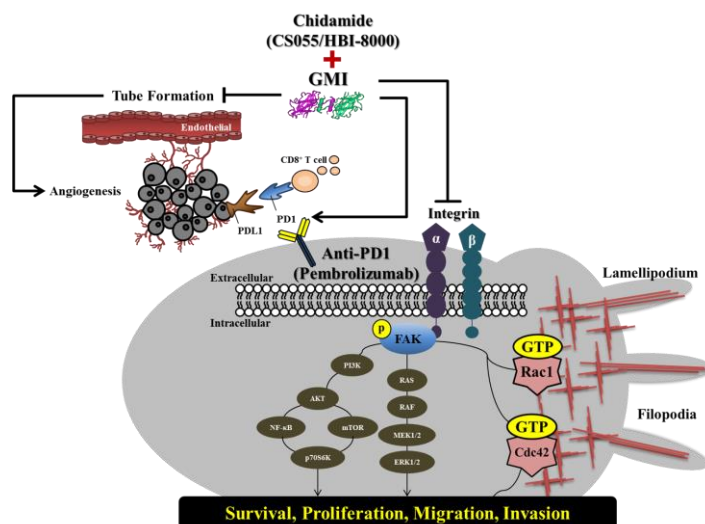 Chidamide
(CS055/HBI-8000)
+
GMI
Tube Formation
Endothelial
CD8⁺ T cell
Angiogenesis
PD1
PDL1
Integrin
α
β
Anti-PD1
(Pembrolizumab)
Extracellular
Intracellular
Lamellipodium
P
FAK
GTP
Rac1
PI3K
RAS
AKT
RAF
Filopodia
NF-κB
mTOR
MEK1/2
GTP
Cdc42
p70S6K
ERK1/2
Survival, Proliferation, Migration, Invasion